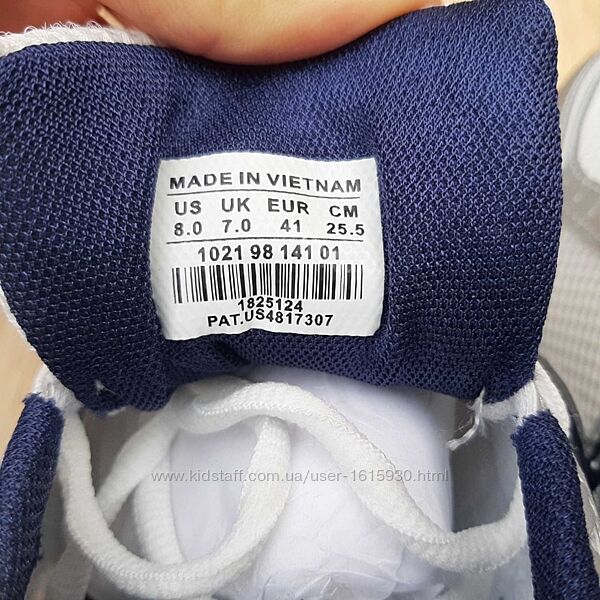 MADE IN VIETNAM
US UK EUR CM
8.0 7.0 41 25.5
1021 98 141 01
1825124
PAT.US4817307
www.kidstaff.com.ua/user-1615930.html